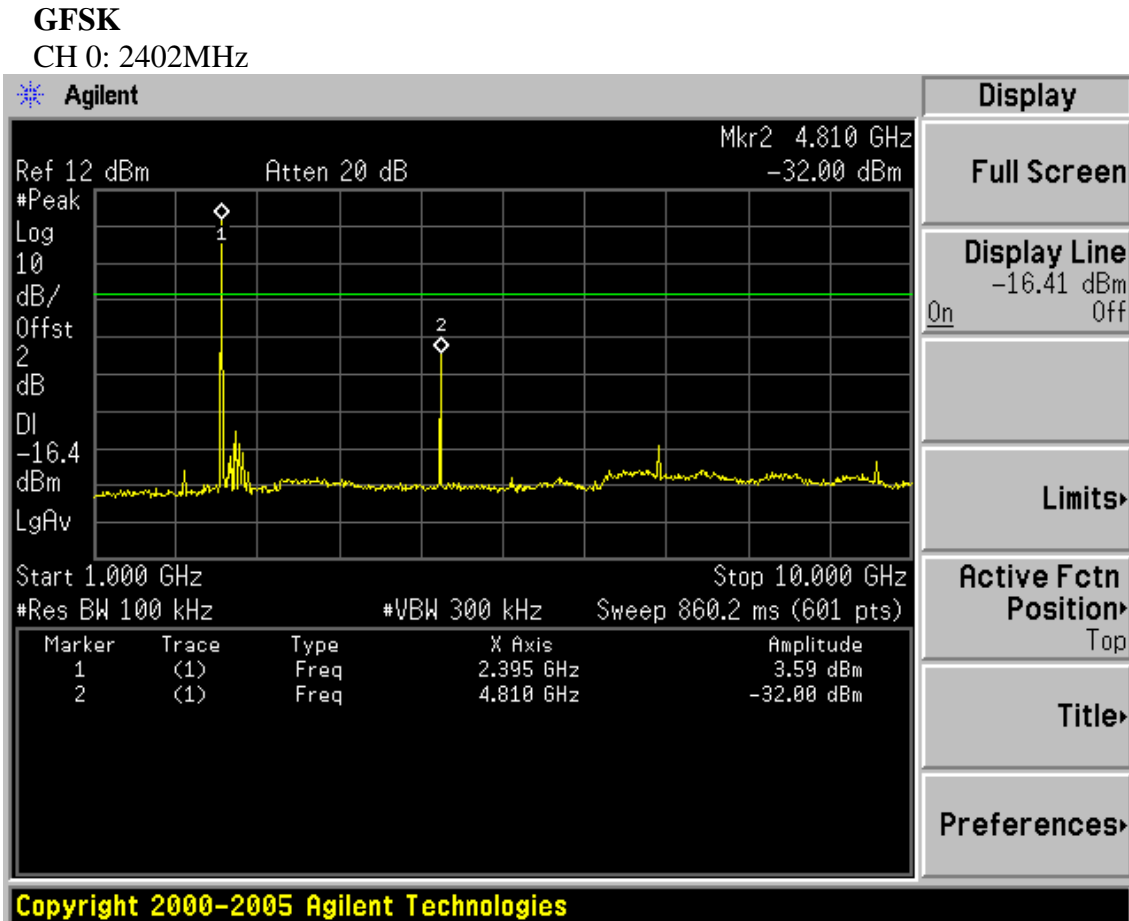 GFSK
CH 0: 2402MHz
Agilent
Display
Mkr2 4.810 GHz
Ref 12 dBm Atten 20 dB -32.00 dBm
#Peak
Log
10
dB/
Offst
2
dB
DI
-16.4
dBm
LgAv
1
2
Start 1.000 GHz Stop 10.000 GHz
#Res BW 100 kHz #VBW 300 kHz Sweep 860.2 ms (601 pts)
Marker Trace Type X Axis Amplitude
1 (1) Freq 2.395 GHz 3.59 dBm
2 (1) Freq 4.810 GHz -32.00 dBm
Full Screen
Display Line
-16.41 dBm
On Off
Limits
Active Fctn
Position
Top
Title
Preferences
Copyright 2000-2005 Agilent Technologies